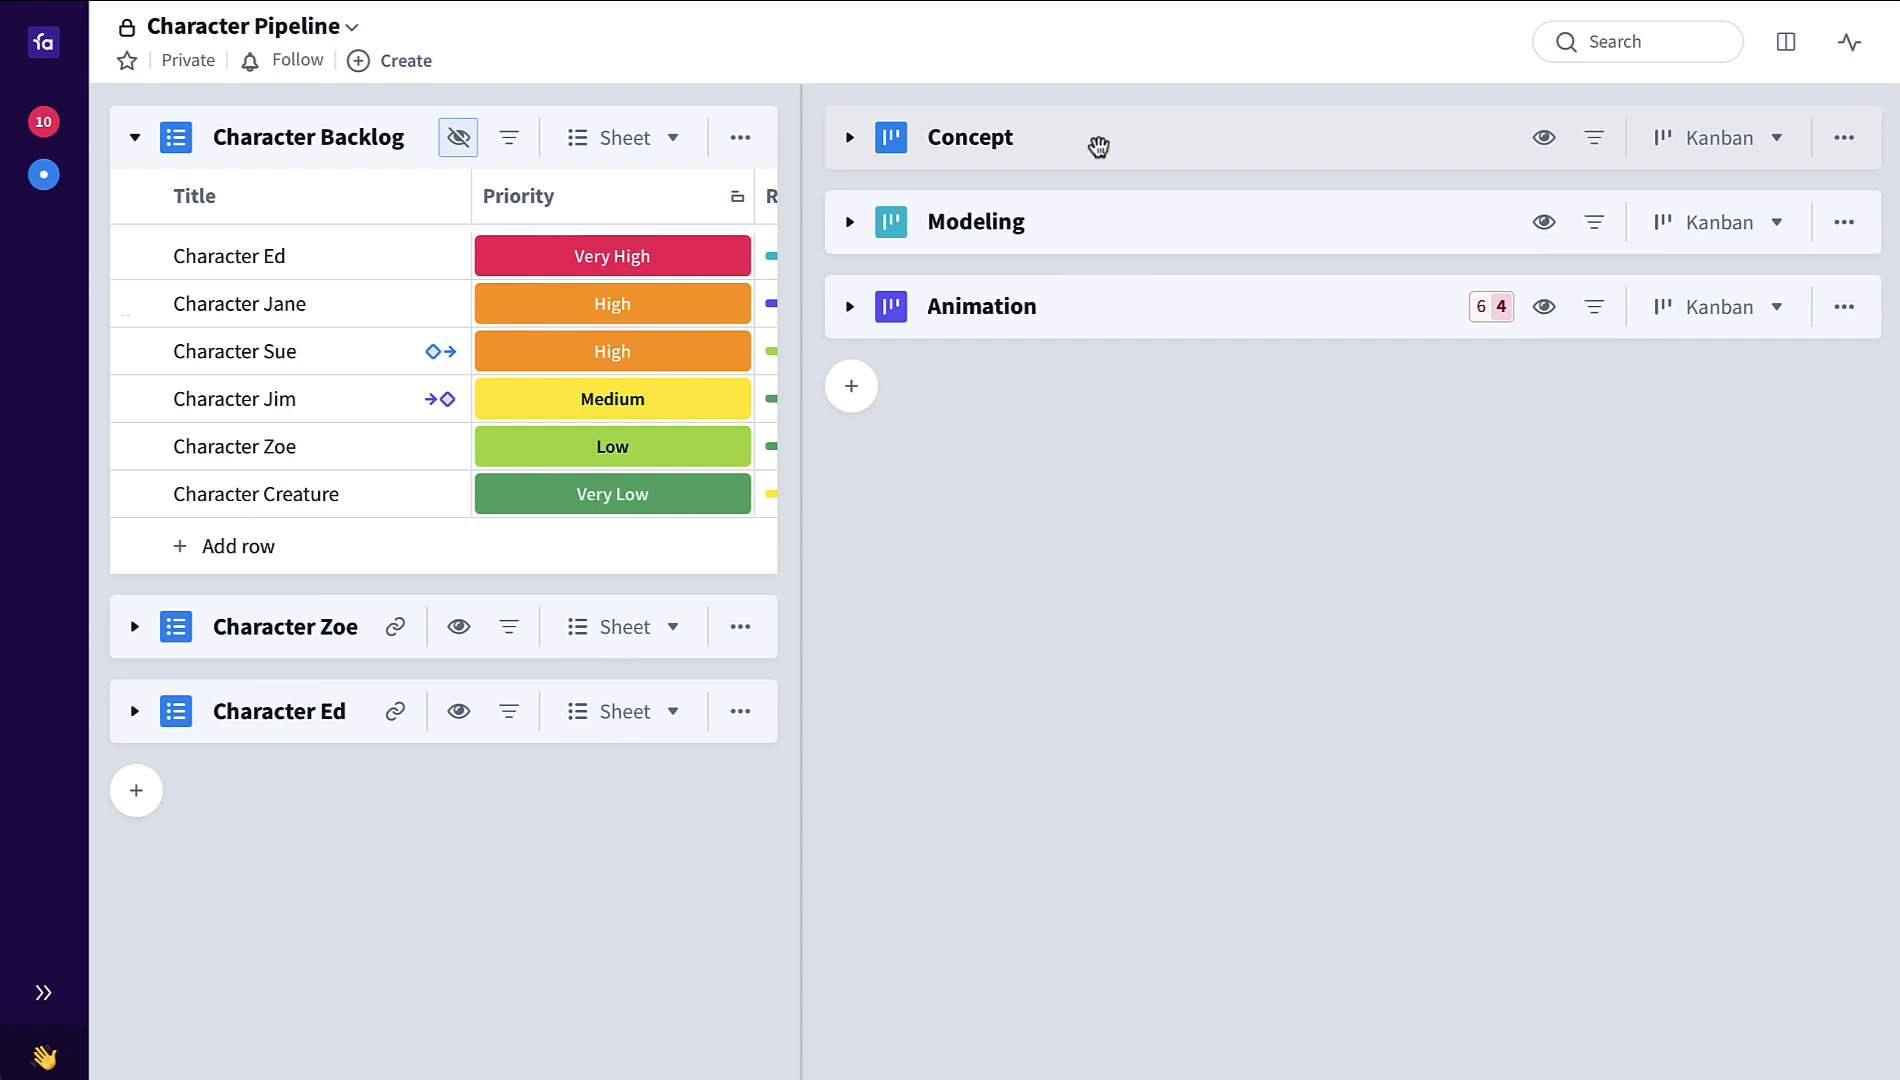 fa
Character Pipeline
Private Follow Create
Search
10
Character Backlog Sheet
Title Priority R
Character Ed Very High
Character Jane High
Character Sue High
Character Jim Medium
Character Zoe Low
Character Creature Very Low
+ Add row
Character Zoe Sheet
Character Ed Sheet
+
Concept Kanban
Modeling Kanban
Animation 6 4 Kanban
+